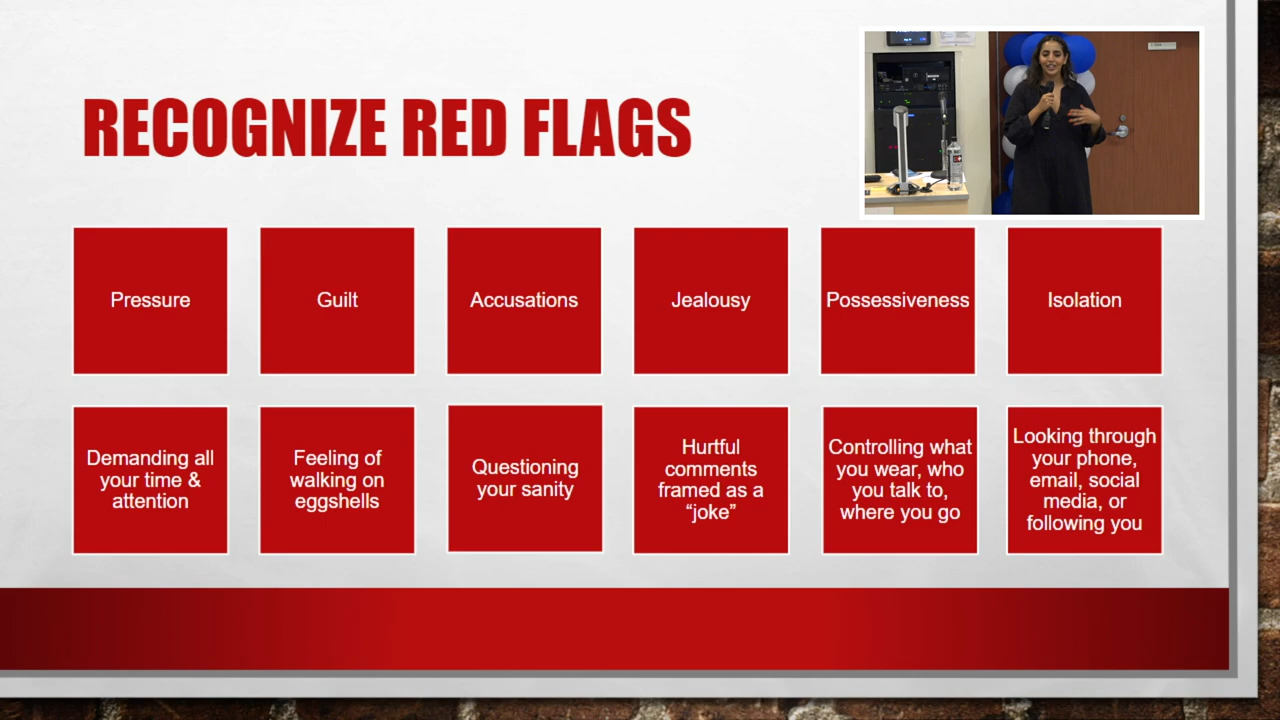 RECOGNIZE RED FLAGS
Pressure
Guilt
Accusations
Jealousy
Possessiveness
Isolation
Demanding all
your time &
attention
Feeling of
walking on
eggshells
Questioning
your sanity
Hurtful
comments
framed as a
“joke”
Controlling what
you wear, who
you talk to,
where you go
Looking through
your phone,
email, social
media, or
following you